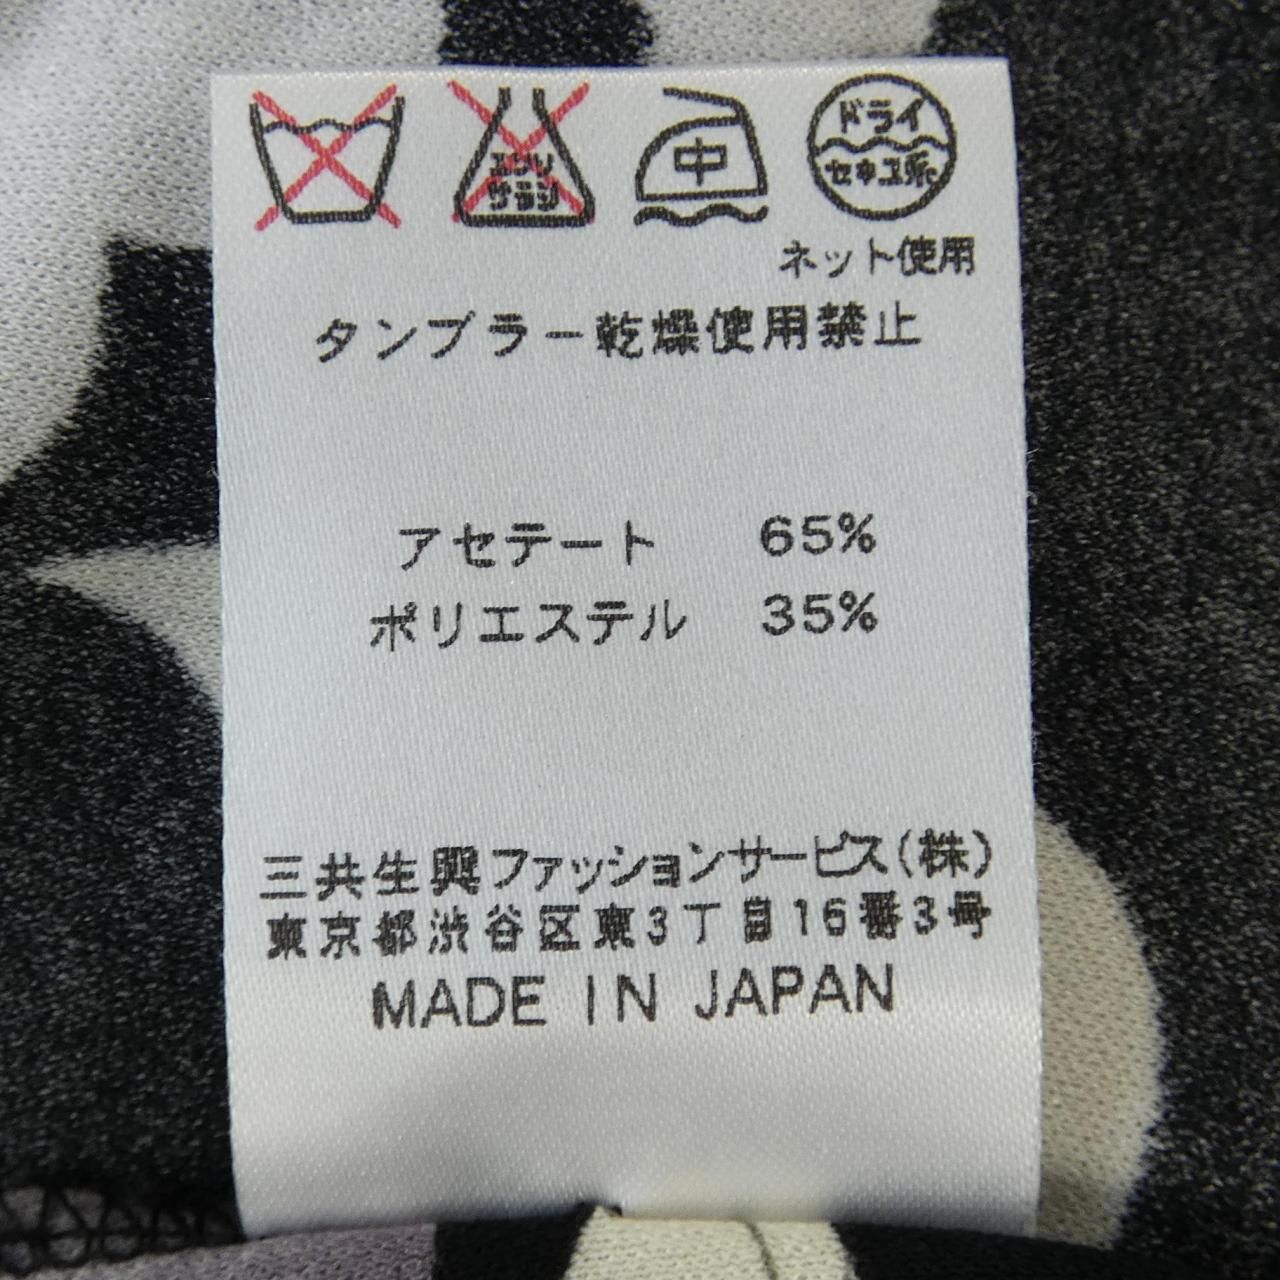 エンソ サラシ 中 ドライ セキユ系
ネット使用
タンブラー乾燥使用禁止
アセテート 65%
ポリエステル 35%
三共生興ファッションサービス(株)
東京都渋谷区東3丁目16番3号
MADE IN JAPAN